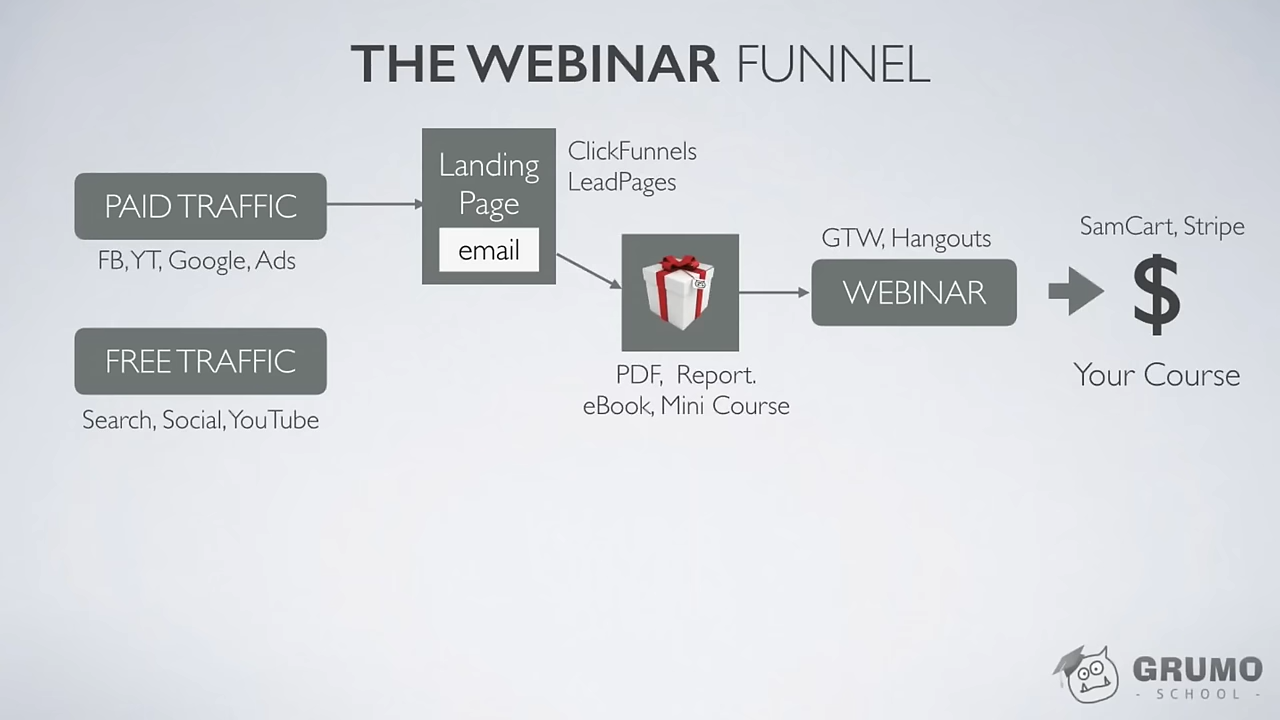 THE WEBINAR FUNNEL
PAID TRAFFIC
FB, YT, Google, Ads
FREE TRAFFIC
Search, Social, YouTube
Landing
Page
email
ClickFunnels
LeadPages
PDF, Report.
eBook, Mini Course
GTW, Hangouts
WEBINAR
SamCart, Stripe
$
Your Course
GRUMO
- SCHOOL -